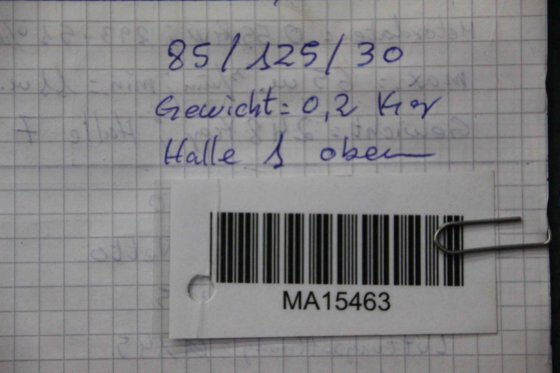 85/125/30
Gewicht = 0,2 Kg
Halle 1 oben
MA15463